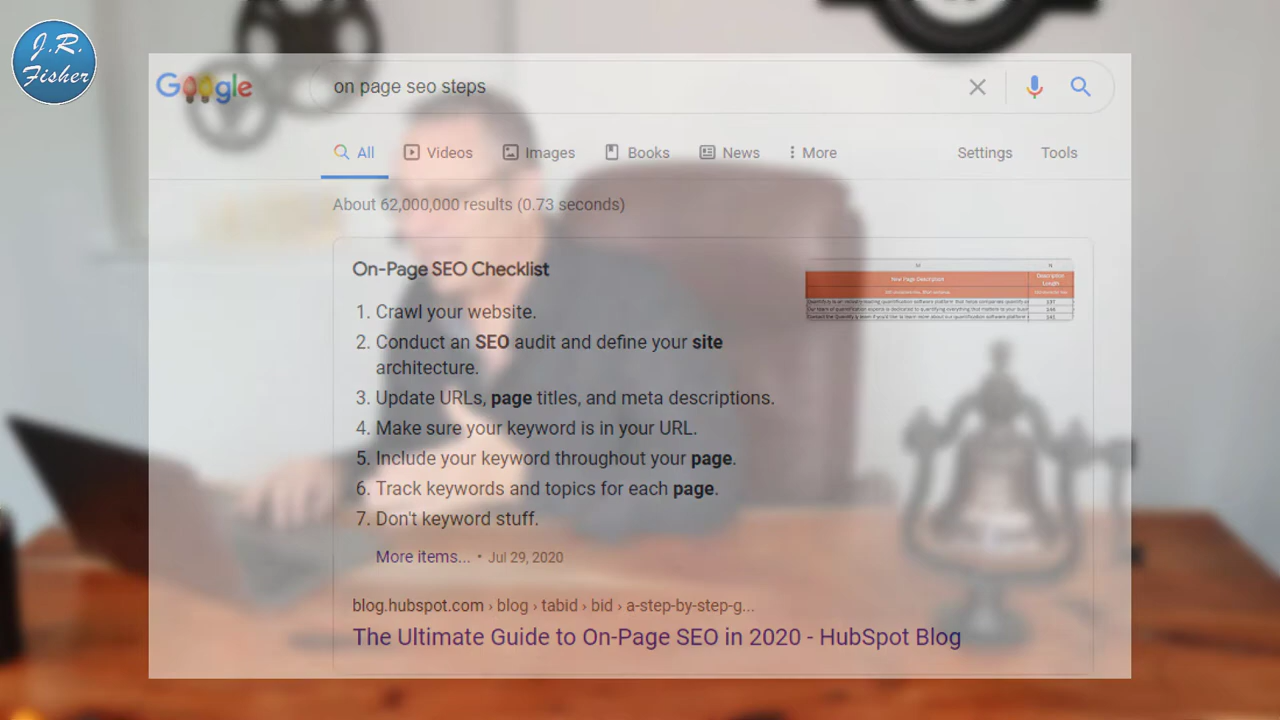 J.R.
Fisher
Google
on page seo steps
All
Videos
Images
Books
News
More
Settings
Tools
About 62,000,000 results (0.73 seconds)
On-Page SEO Checklist
1. Crawl your website.
2. Conduct an SEO audit and define your site
architecture.
3. Update URLs, page titles, and meta descriptions.
4. Make sure your keyword is in your URL.
5. Include your keyword throughout your page.
6. Track keywords and topics for each page.
7. Don't keyword stuff.
More items... • Jul 29, 2020
blog.hubspot.com › blog › tabid › bid › a-step-by-step-g...
The Ultimate Guide to On-Page SEO in 2020 - HubSpot Blog
New Page Description
Description
Length